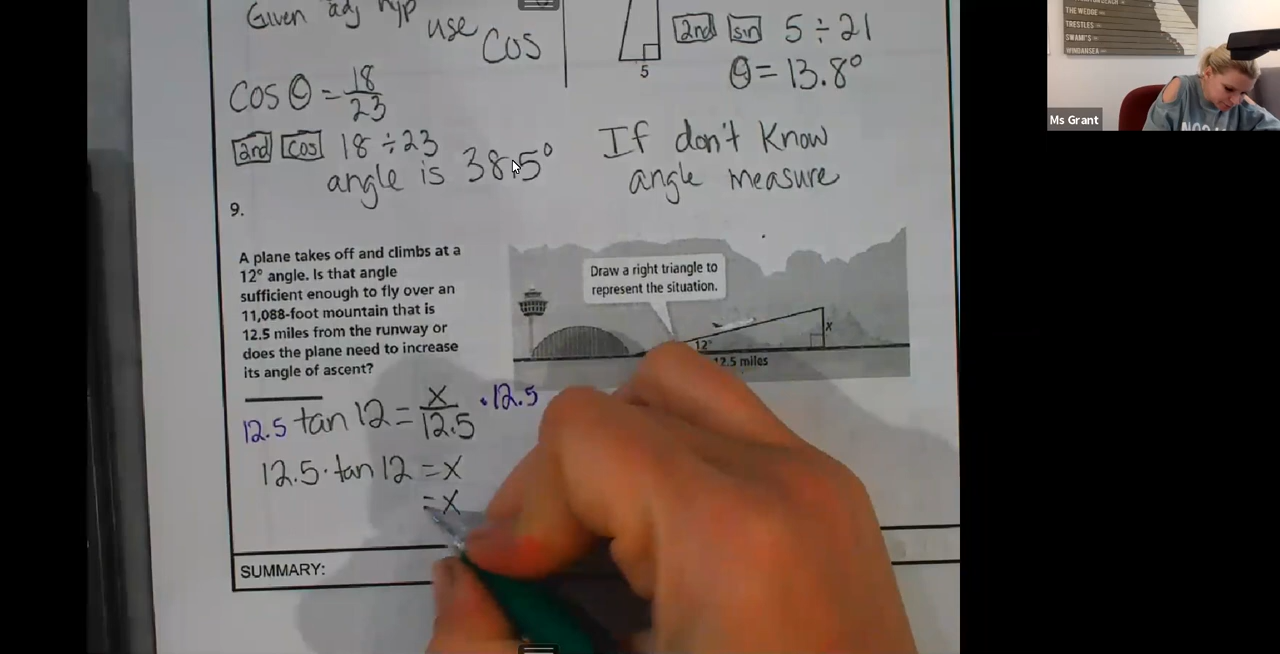 Given adj hyp
use cos
cos θ = 18/23
2nd cos 18 ÷ 23
angle is 38.5°
5
2nd sin 5 ÷ 21
θ = 13.8°
If don't know
angle measure
9.
A plane takes off and climbs at a
12° angle. Is that angle
sufficient enough to fly over an
11,088-foot mountain that is
12.5 miles from the runway or
does the plane need to increase
its angle of ascent?
Draw a right triangle to
represent the situation.
x
12°
12.5 miles
12.5 tan 12 = x/12.5 · 12.5
12.5 · tan 12 = x
= x
SUMMARY:
THE WEDGE
TRESTLES
SWAMI'S
WINDANSEA
Ms Grant